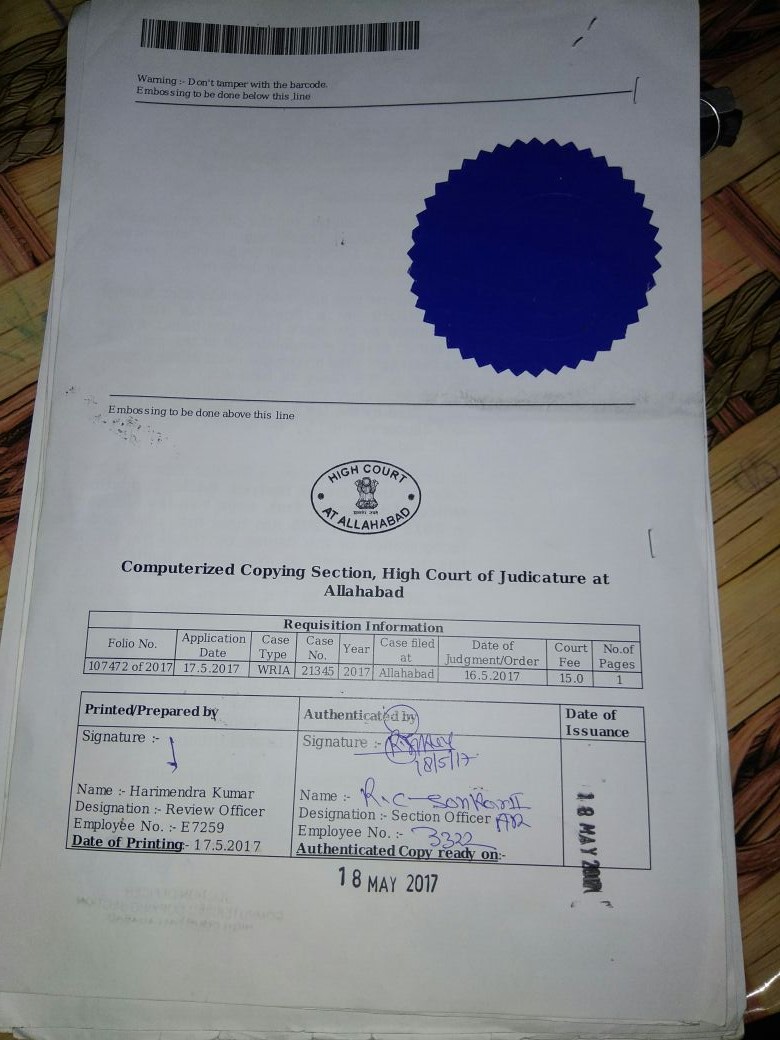 Warning :- Don't tamper with the barcode.
Embossing to be done below this line
Embossing to be done above this line
HIGH COURT
AT ALLAHABAD
Computerized Copying Section, High Court of Judicature at
Allahabad
Requisition Information
Folio No. Application Date Case Type Case No. Year Case filed at Date of Judgment/Order Court Fee No.of Pages
107472 of 2017 17.5.2017 WRIA 21345 2017 Allahabad 16.5.2017 15.0 1
Printed/Prepared by Authenticated by Date of Issuance
Signature :- Signature :-
18/5/17
Name :- Harimendra Kumar Name :- R.C.
Designation :- Review Officer Designation :- Section Officer
Employee No. :- E7259 Employee No. :- 3322
Date of Printing:- 17.5.2017 Authenticated Copy ready on:-
18 MAY 2017
18 MAY 2017